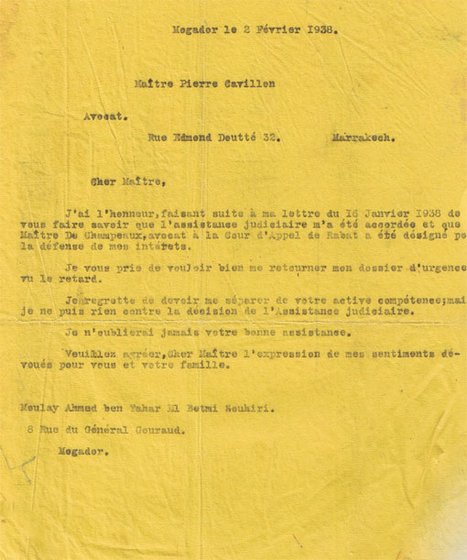 Mogador le 2 Février 1938.
Maître Pierre Cavillon
Avocat.
Rue Edmond Doutté 32. Marrakech.
Cher Maître,
J'ai l'honneur,faisant suite à ma lettre du 16 Janvier 1938 de
vous faire savoir que l'assistance judiciaire m'a été accordée et que
Maître De Champeaux,avocat à la Cour d'Appel de Rabat a été désigné po
la défense de mes intérets.
Je vous prie de vouloir bien me retourner mon dossier d'urgence
vu le retard.
Je regrette de devoir me séparer de votre active compétence;mai
je ne puis rien contre la décision de l'Assistance judiciaire.
Je n'oublierai jamais votre bonne assistance.
Veuillez agréer,Cher Maître l'expression de mes sentiments dé-
voués pour vous et votre famille.
Moulay Ahmed ben El
8 Rue du Général Gouraud.
Mogador.